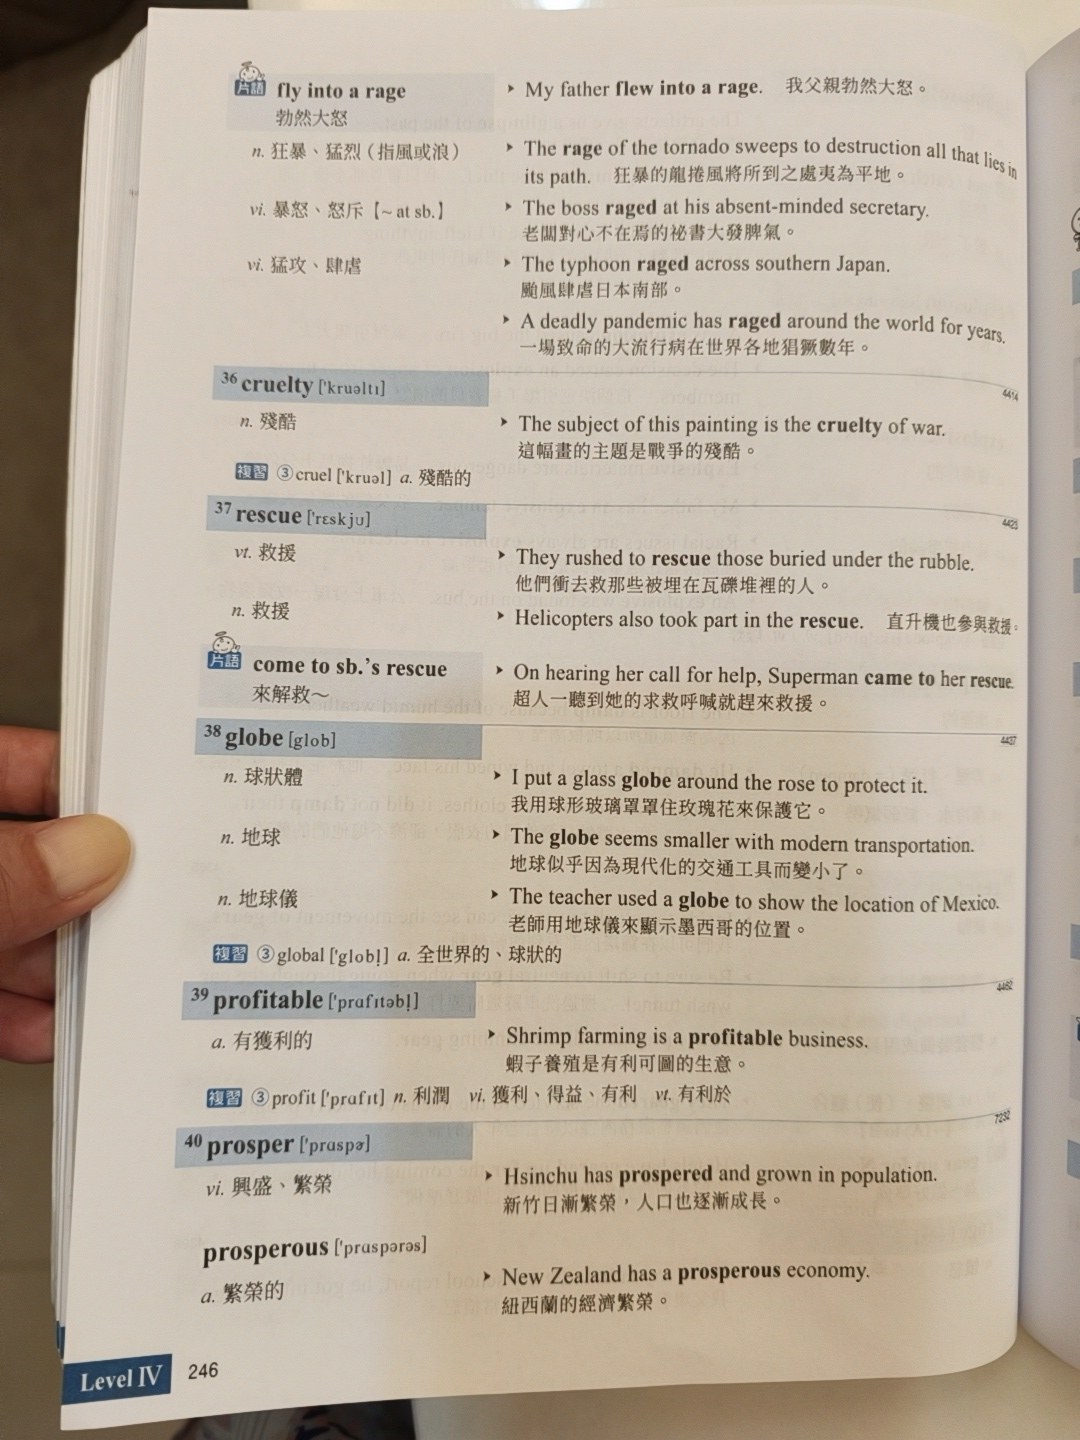 片語 fly into a rage
勃然大怒
My father flew into a rage. 我父親勃然大怒。
n. 狂暴、猛烈(指風或浪)
The rage of the tornado sweeps to destruction all that lies in
its path. 狂暴的龍捲風將所到之處夷為平地。
vi. 暴怒、怒斥【~ at sb.】
The boss raged at his absent-minded secretary.
老闆對心不在焉的祕書大發脾氣。
vi. 猛攻、肆虐
The typhoon raged across southern Japan.
颱風肆虐日本南部。
A deadly pandemic has raged around the world for years.
一場致命的大流行病在世界各地猖獗數年。
36 cruelty [ˈkruəltɪ] 4414
n. 殘酷
The subject of this painting is the cruelty of war.
這幅畫的主題是戰爭的殘酷。
複習 ③cruel [ˈkruəl] a. 殘酷的
37 rescue [ˈrɛskju] 4423
vt. 救援
They rushed to rescue those buried under the rubble.
他們衝去救那些被埋在瓦礫堆裡的人。
n. 救援
Helicopters also took part in the rescue. 直升機也參與救援。
片語 come to sb.'s rescue
來解救～
On hearing her call for help, Superman came to her rescue.
超人一聽到她的求救呼喊就趕來救援。
38 globe [glob] 4437
n. 球狀體
I put a glass globe around the rose to protect it.
我用球形玻璃罩罩住玫瑰花來保護它。
n. 地球
The globe seems smaller with modern transportation.
地球似乎因為現代化的交通工具而變小了。
n. 地球儀
The teacher used a globe to show the location of Mexico.
老師用地球儀來顯示墨西哥的位置。
複習 ③global [ˈglobḷ] a. 全世界的、球狀的
39 profitable [ˈprɑfɪtəbḷ] 4462
a. 有獲利的
Shrimp farming is a profitable business.
蝦子養殖是有利可圖的生意。
複習 ③profit [ˈprɑfɪt] n. 利潤 vi. 獲利、得益、有利 vt. 有利於
40 prosper [ˈprɑspɚ] 7232
vi. 興盛、繁榮
Hsinchu has prospered and grown in population.
新竹日漸繁榮，人口也逐漸成長。
prosperous [ˈprɑspərəs]
a. 繁榮的
New Zealand has a prosperous economy.
紐西蘭的經濟繁榮。
Level IV 246